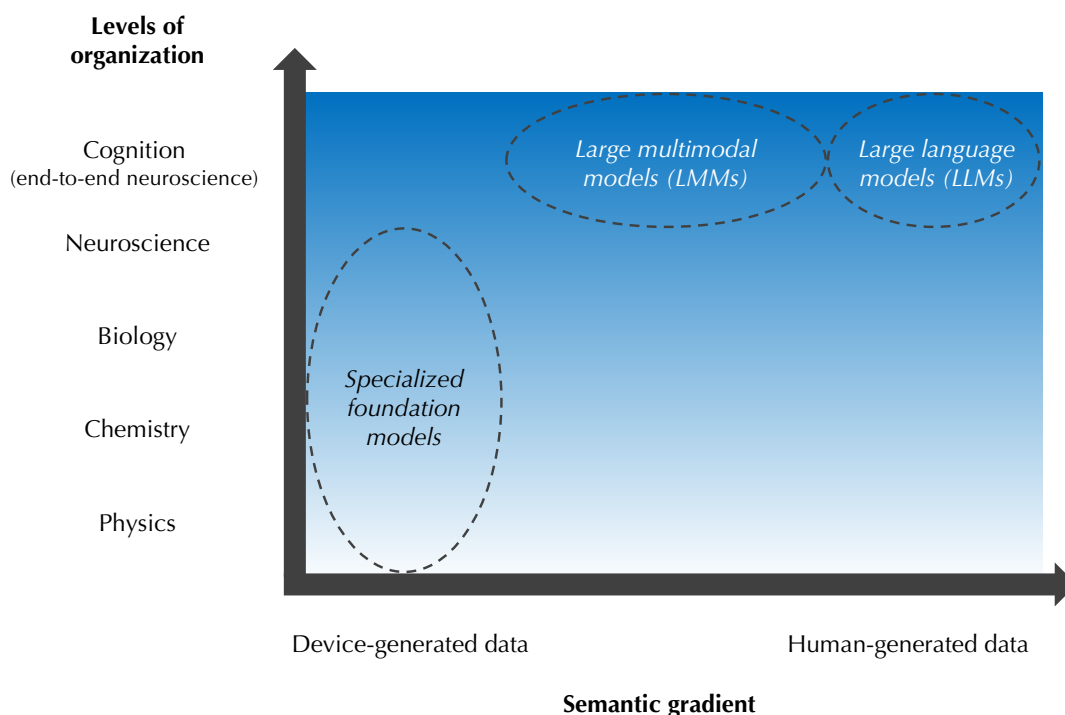 Levels of
organization
Cognition
(end-to-end neuroscience)
Large multimodal
models (LMMs)
Large language
models (LLMs)
Neuroscience
Biology
Specialized
foundation
models
Chemistry
Physics
Device-generated data
Human-generated data
Semantic gradient